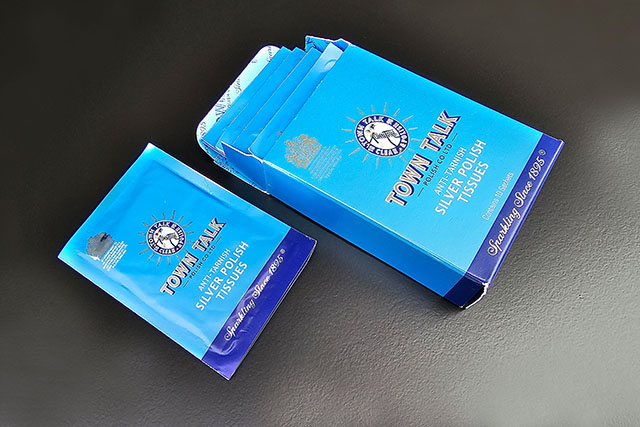 TOWN TALK
POLISH CO LTD
ANTI-TARNISH
SILVER POLISH
TISSUES
Contains 10 Sachets
Sparkling Since 1895®
TOWN TALK
POLISH CO LTD
ANTI-TARNISH
SILVER POLISH
TISSUES
Sparkling Since 1895®